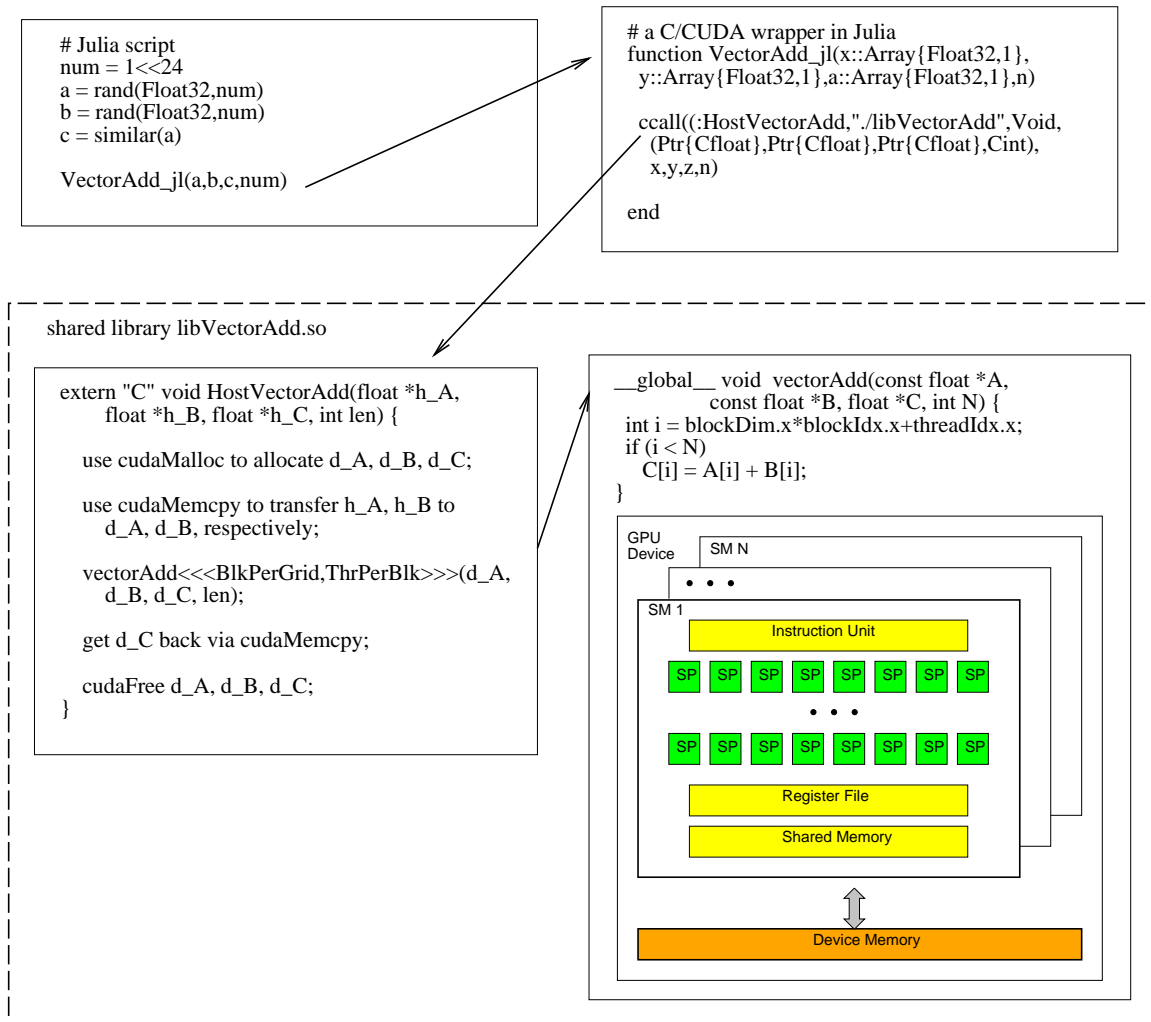 # Julia script
num = 1<<24
a = rand(Float32,num)
b = rand(Float32,num)
c = similar(a)
VectorAdd_jl(a,b,c,num)
# a C/CUDA wrapper in Julia
function VectorAdd_jl(x::Array{Float32,1},
y::Array{Float32,1},a::Array{Float32,1},n)
ccall((:HostVectorAdd,"./libVectorAdd",Void,
(Ptr{Cfloat},Ptr{Cfloat},Ptr{Cfloat},Cint),
x,y,z,n)
end
shared library libVectorAdd.so
extern "C" void HostVectorAdd(float *h_A,
float *h_B, float *h_C, int len) {
use cudaMalloc to allocate d_A, d_B, d_C;
use cudaMemcpy to transfer h_A, h_B to
d_A, d_B, respectively;
vectorAdd<<<BlkPerGrid,ThrPerBlk>>>(d_A,
d_B, d_C, len);
get d_C back via cudaMemcpy;
cudaFree d_A, d_B, d_C;
}
__global__ void vectorAdd(const float *A,
const float *B, float *C, int N) {
int i = blockDim.x*blockIdx.x+threadIdx.x;
if (i < N)
C[i] = A[i] + B[i];
}
GPU
Device
SM N
• • •
SM 1
Instruction Unit
SP SP SP SP SP SP SP SP
• • •
SP SP SP SP SP SP SP SP
Register File
Shared Memory
Device Memory